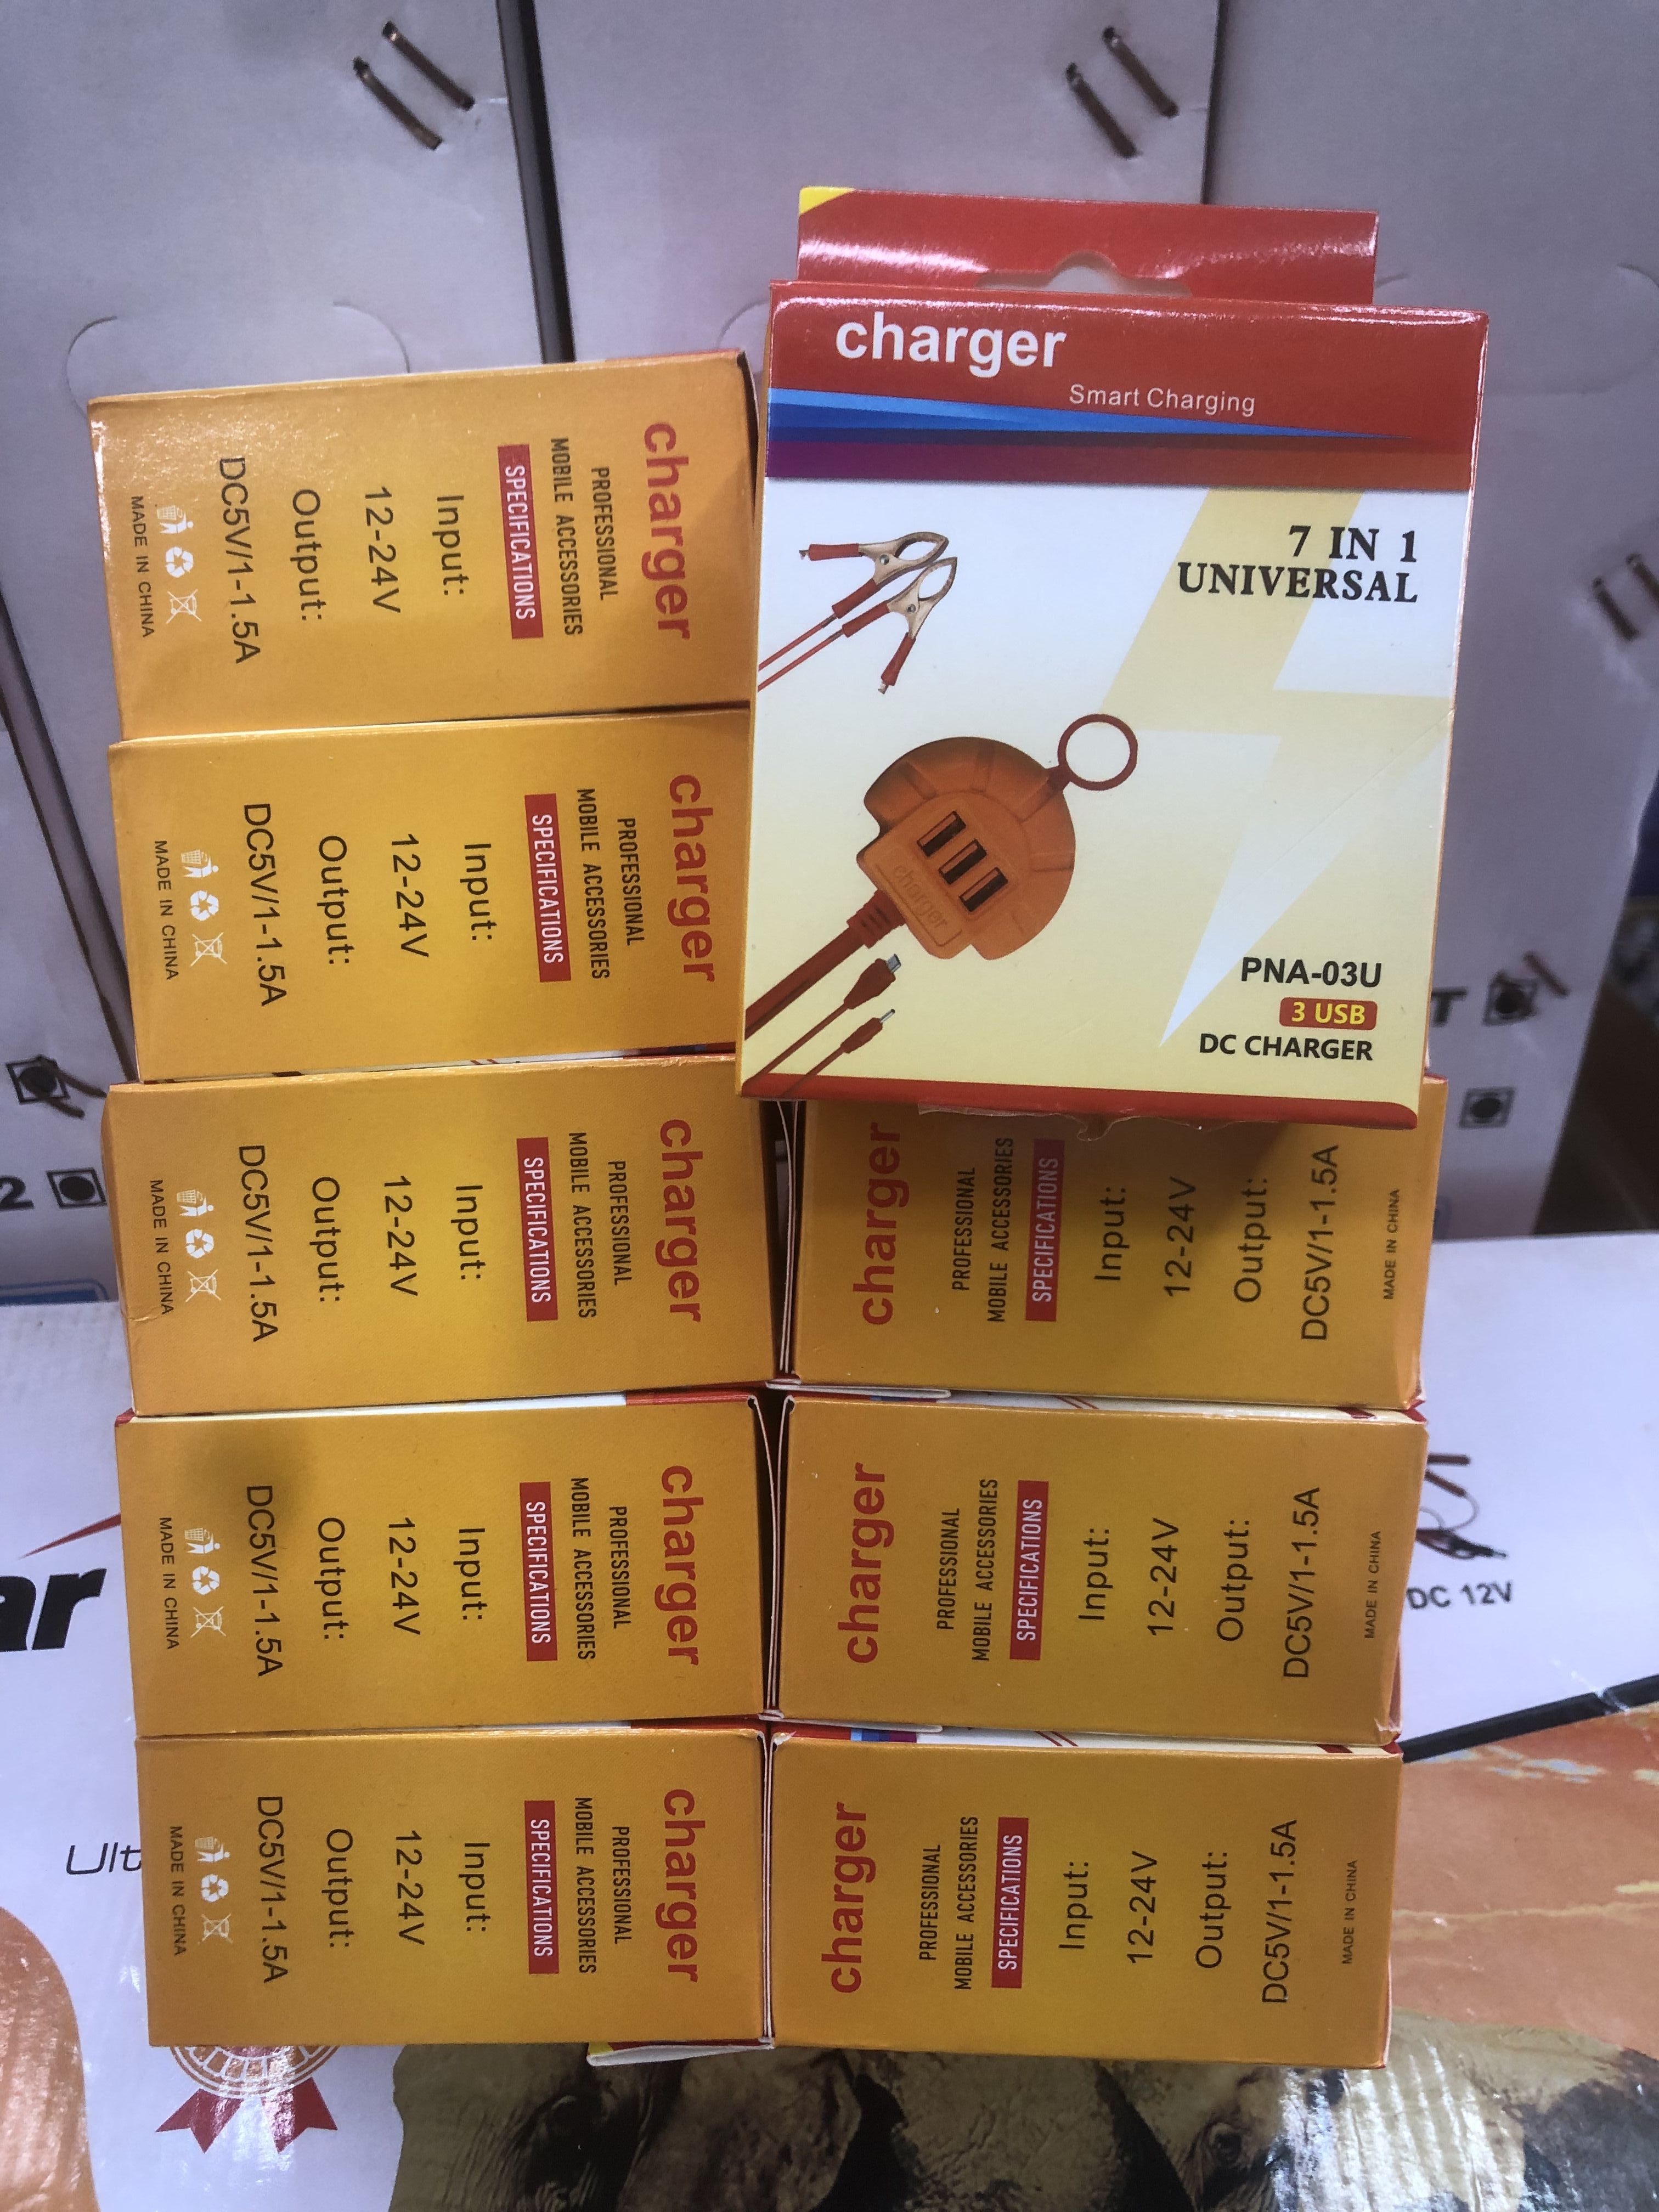 charger
Smart Charging
7 IN 1
UNIVERSAL
charger
PNA-03U
3 USB
DC CHARGER
charger
PROFESSIONAL
MOBILE ACCESSORIES
SPECIFICATIONS
Input:
12-24V
Output:
DC5V/1-1.5A
MADE IN CHINA
charger
PROFESSIONAL
MOBILE ACCESSORIES
SPECIFICATIONS
Input:
12-24V
Output:
DC5V/1-1.5A
MADE IN CHINA
charger
PROFESSIONAL
MOBILE ACCESSORIES
SPECIFICATIONS
Input:
12-24V
Output:
DC5V/1-1.5A
MADE IN CHINA
charger
PROFESSIONAL
MOBILE ACCESSORIES
SPECIFICATIONS
Input:
12-24V
Output:
DC5V/1-1.5A
MADE IN CHINA
charger
PROFESSIONAL
MOBILE ACCESSORIES
SPECIFICATIONS
Input:
12-24V
Output:
DC5V/1-1.5A
MADE IN CHINA
charger
PROFESSIONAL
MOBILE ACCESSORIES
SPECIFICATIONS
Input:
12-24V
Output:
DC5V/1-1.5A
MADE IN CHINA
charger
PROFESSIONAL
MOBILE ACCESSORIES
SPECIFICATIONS
Input:
12-24V
Output:
DC5V/1-1.5A
MADE IN CHINA
charger
PROFESSIONAL
MOBILE ACCESSORIES
SPECIFICATIONS
Input:
12-24V
Output:
DC5V/1-1.5A
MADE IN CHINA
2
T
ar
DC 12V
Ult